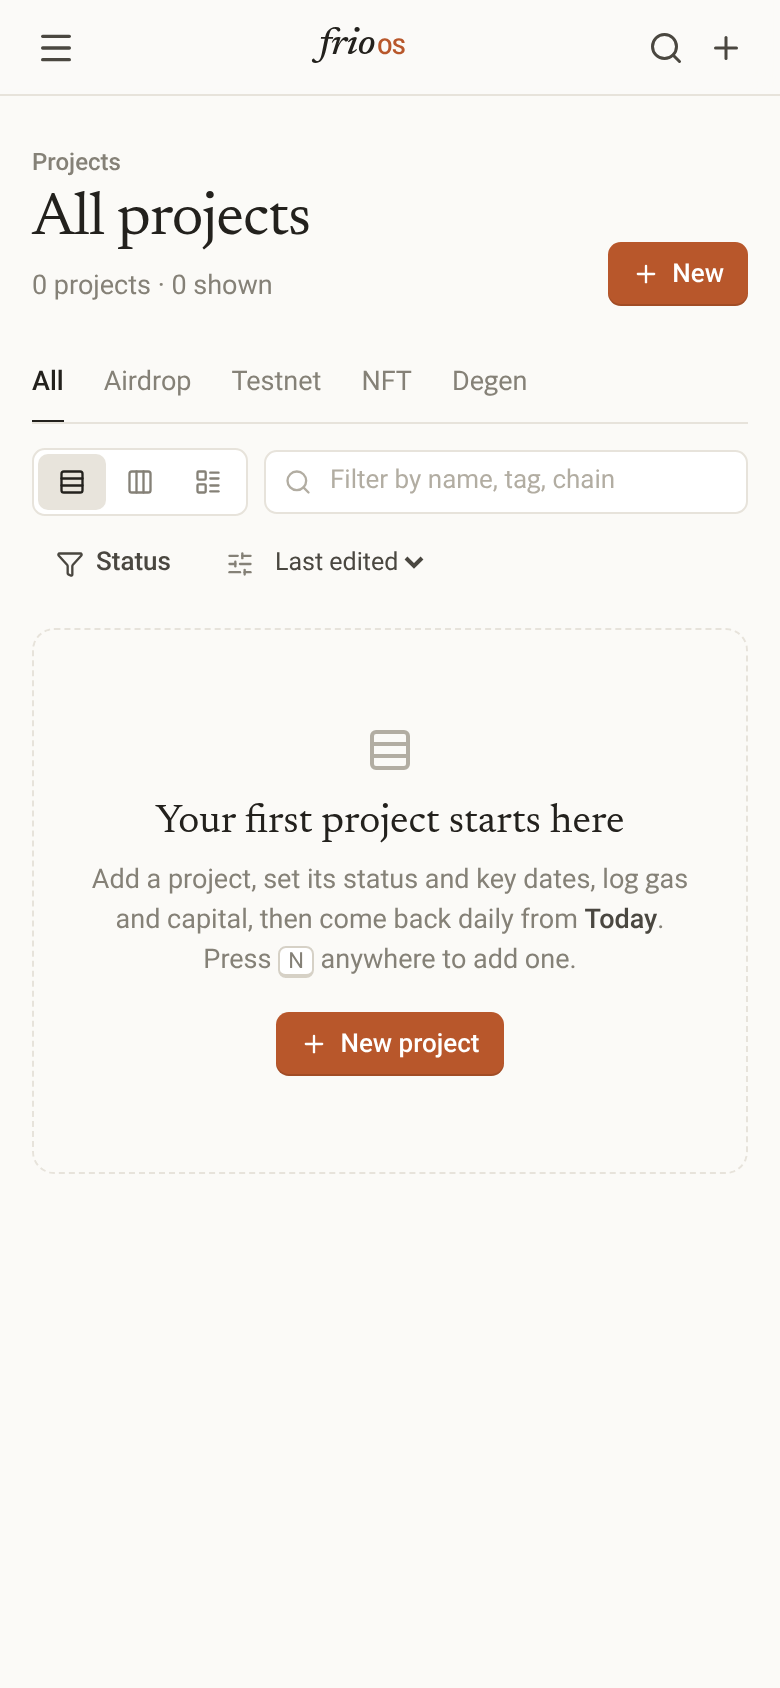 frio OS
Projects
All projects
0 projects · 0 shown
New
All Airdrop Testnet NFT Degen
Filter by name, tag, chain
Status Last edited
Your first project starts here
Add a project, set its status and key dates, log gas
and capital, then come back daily from Today.
Press N anywhere to add one.
New project